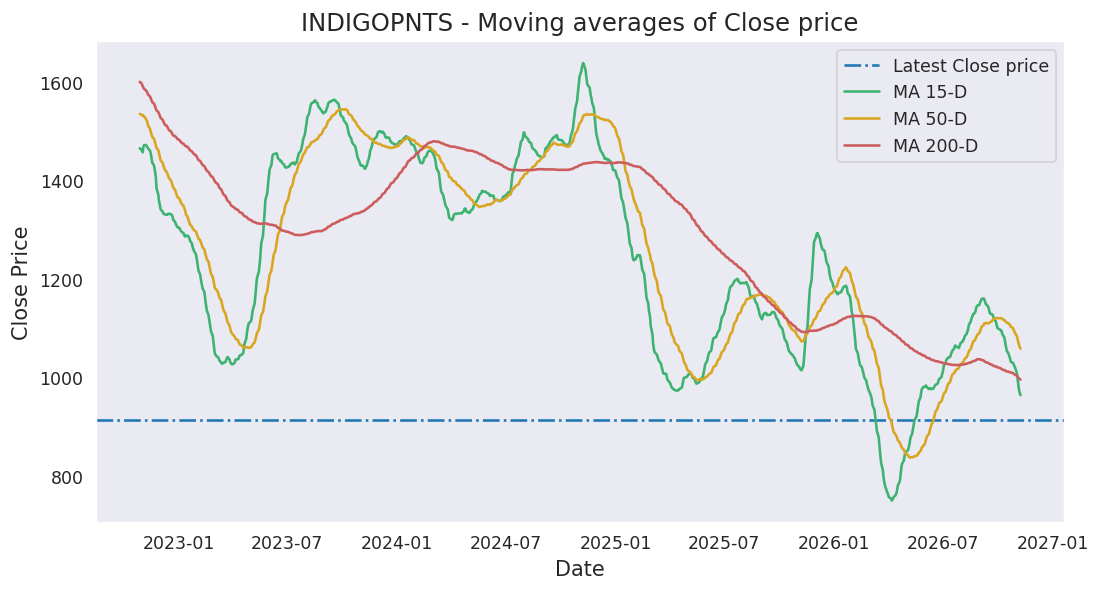 INDIGOPNTS - Moving averages of Close price
Latest Close price
MA 15-D
MA 50-D
MA 200-D
Close Price
1600
1400
1200
1000
800
2023-01 2023-07 2024-01 2024-07 2025-01 2025-07 2026-01 2026-07 2027-01
Date